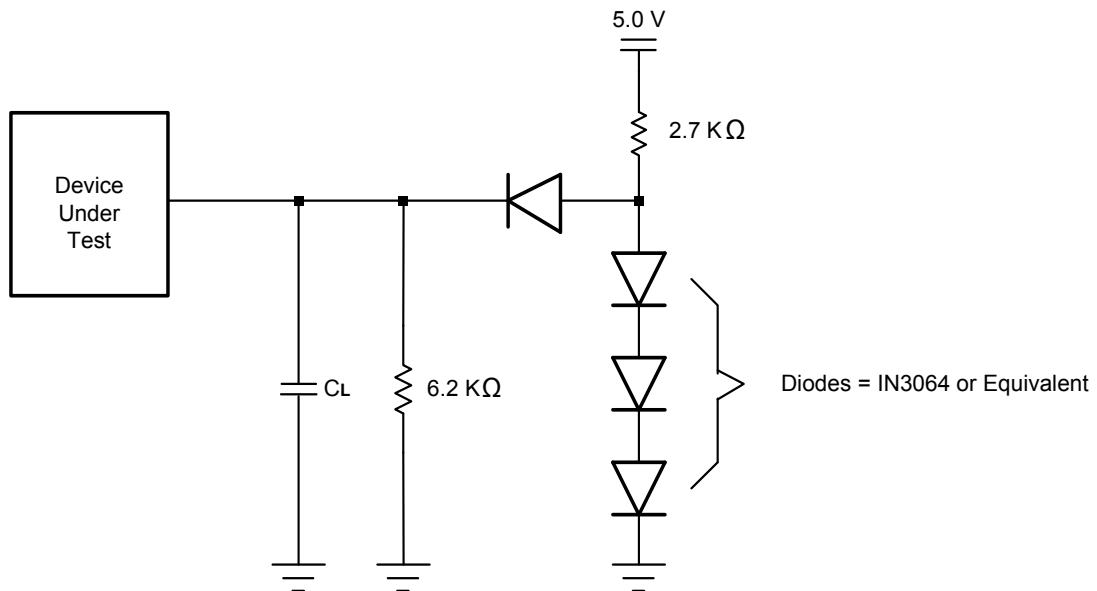 5.0 V
2.7 KΩ
Device
Under
Test
CL
6.2 KΩ
Diodes = IN3064 or Equivalent